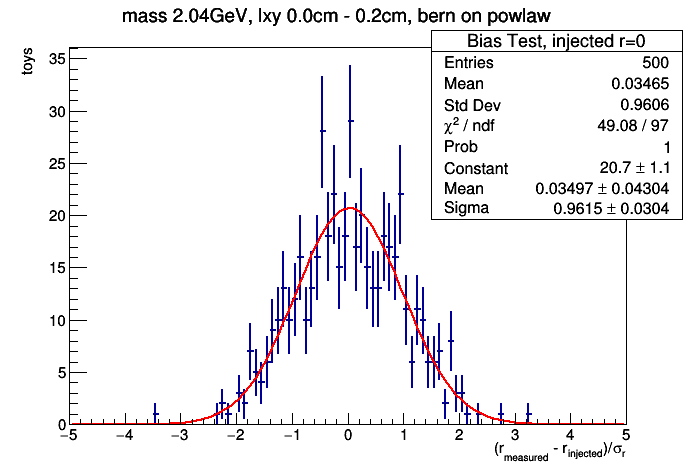 mass 2.04GeV, lxy 0.0cm - 0.2cm, bern on powlaw
Bias Test, injected r=0
Entries 500
Mean 0.03465
Std Dev 0.9606
χ² / ndf 49.08 / 97
Prob 1
Constant 20.7 ± 1.1
Mean 0.03497 ± 0.04304
Sigma 0.9615 ± 0.0304
toys
35
30
25
20
15
10
5
0
−5 −4 −3 −2 −1 0 1 2 3 4 5
(r_measured - r_injected)/σ_r